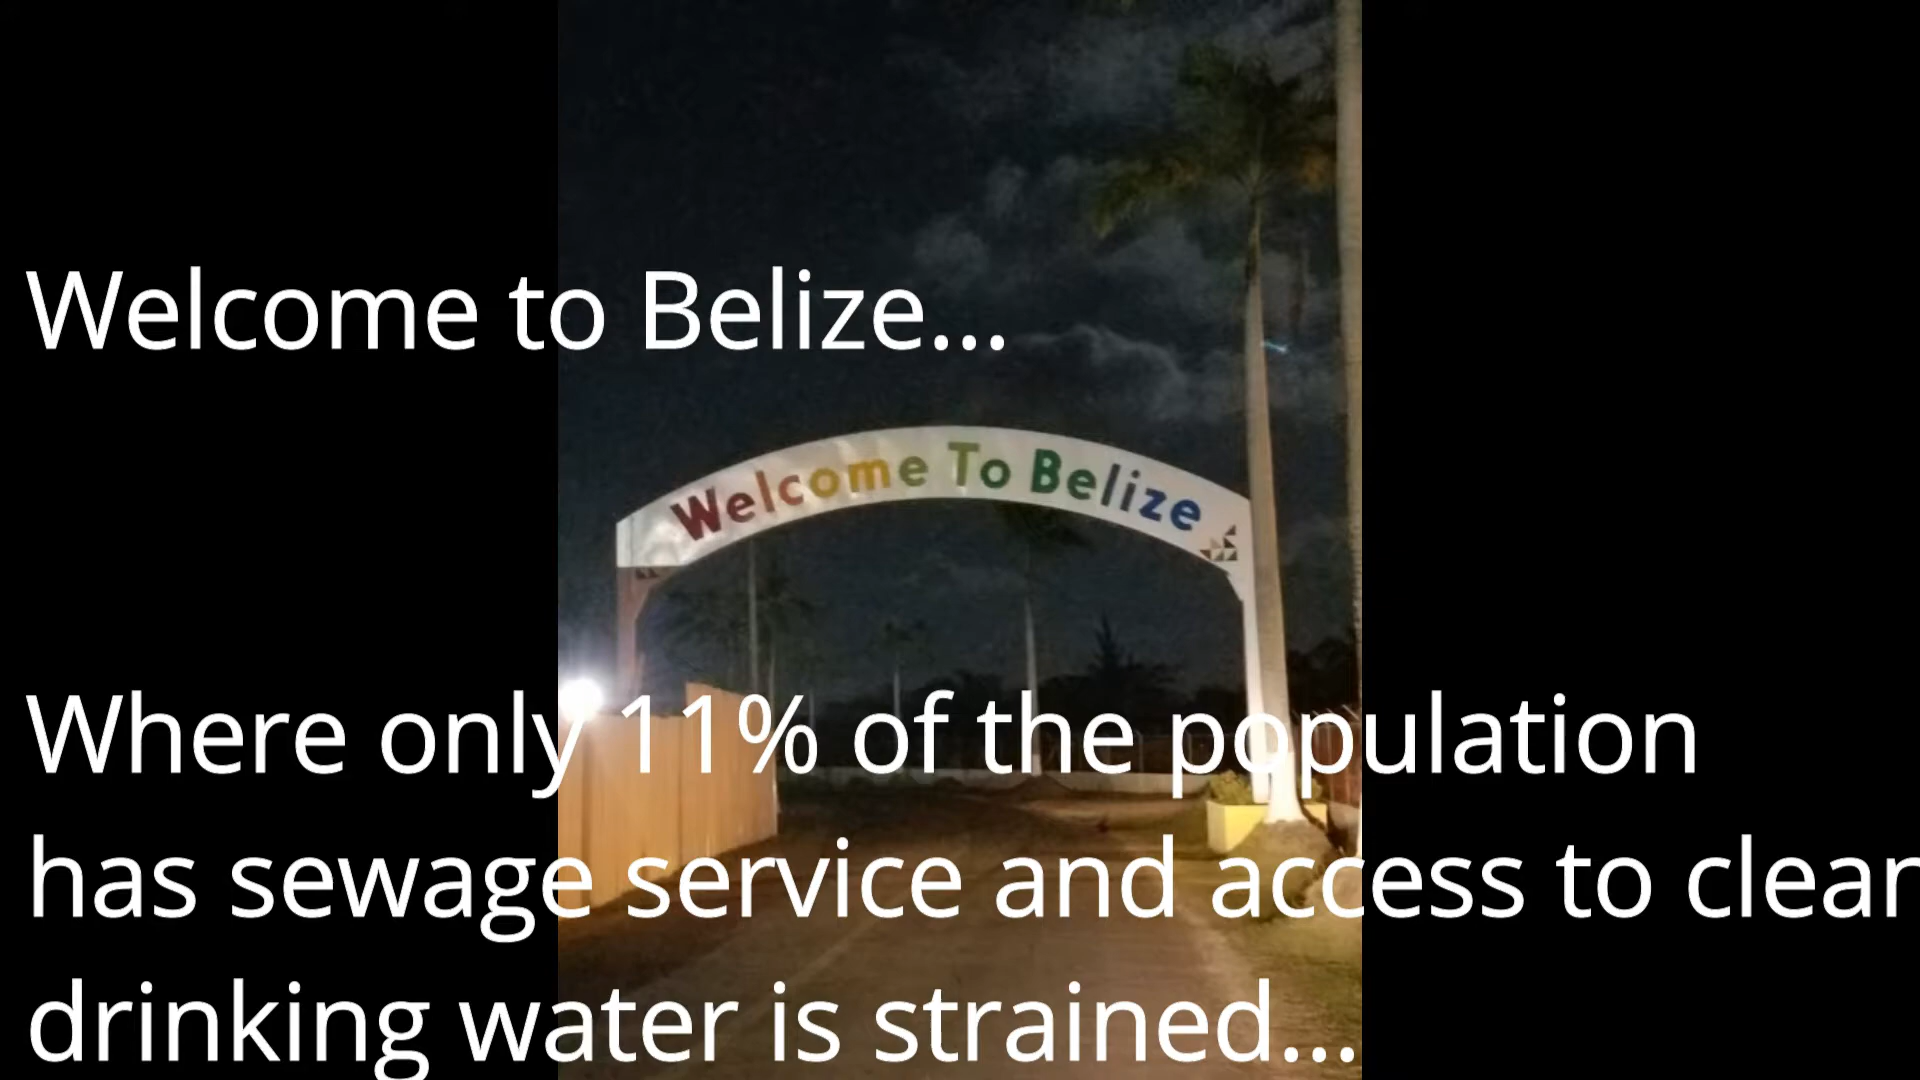 Welcome to Belize...
Welcome To Belize
Where only 11% of the population
has sewage service and access to clean
drinking water is strained...